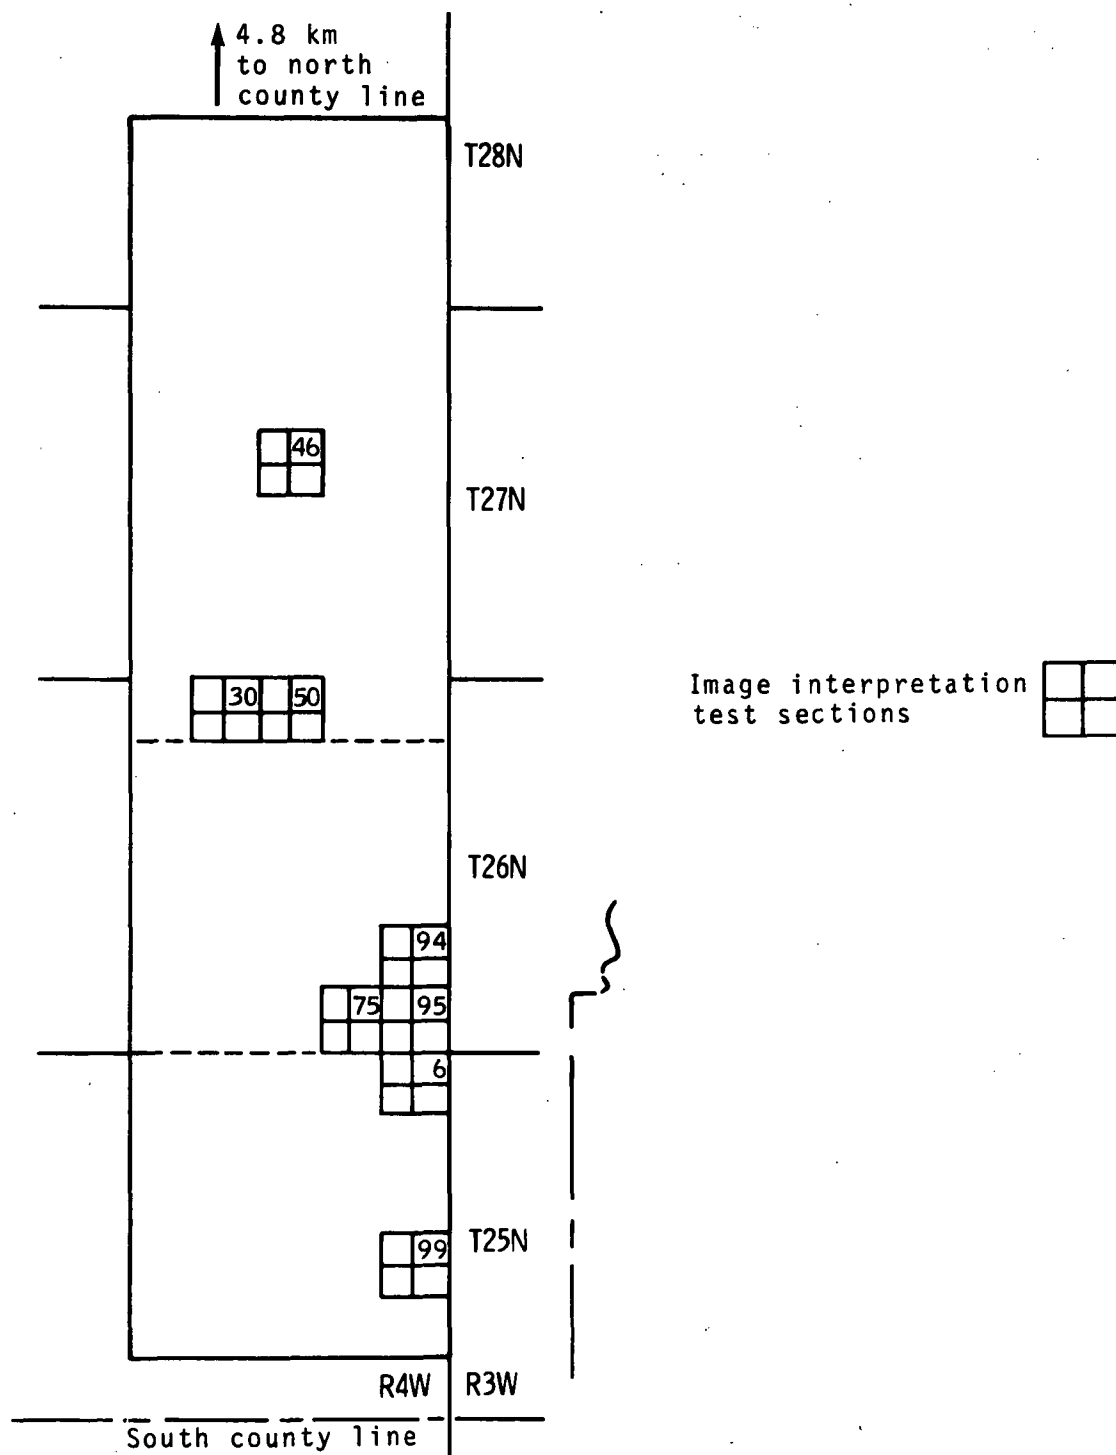 4.8 km
to north
county line
T28N
46
T27N
30 50
Image interpretation
test sections
T26N
94
75 95
6
99
T25N
R4W R3W
South county line